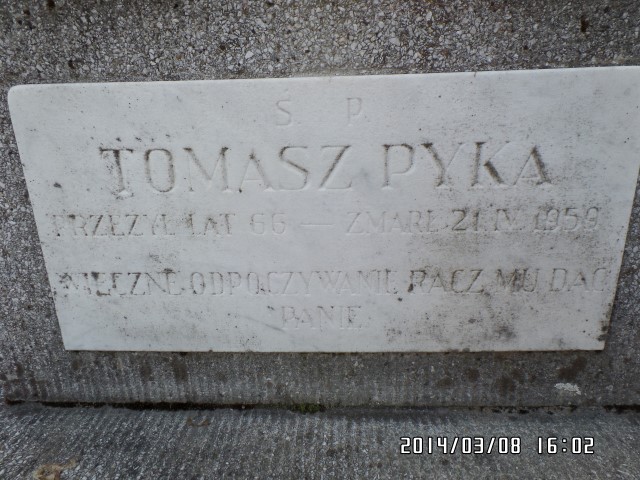 Ś P
TOMASZ PYKA
PRZEŻYŁ LAT 66 — ZMARŁ 21.IV.1959
WIECZNE ODPOCZYWANIE RACZ MU DAĆ
PANIE
2014/03/08 16:02